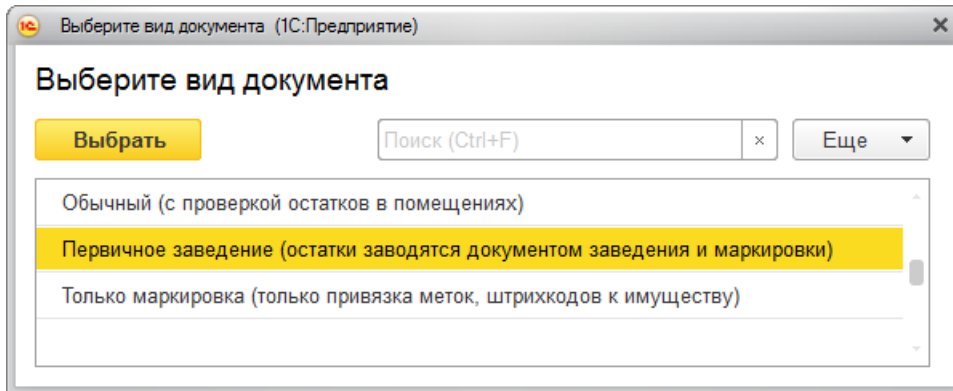 1С Выберите вид документа (1С:Предприятие)
Выберите вид документа
Выбрать Поиск (Ctrl+F) × Еще
Обычный (с проверкой остатков в помещениях)
Первичное заведение (остатки заводятся документом заведения и маркировки)
Только маркировка (только привязка меток, штрихкодов к имуществу)